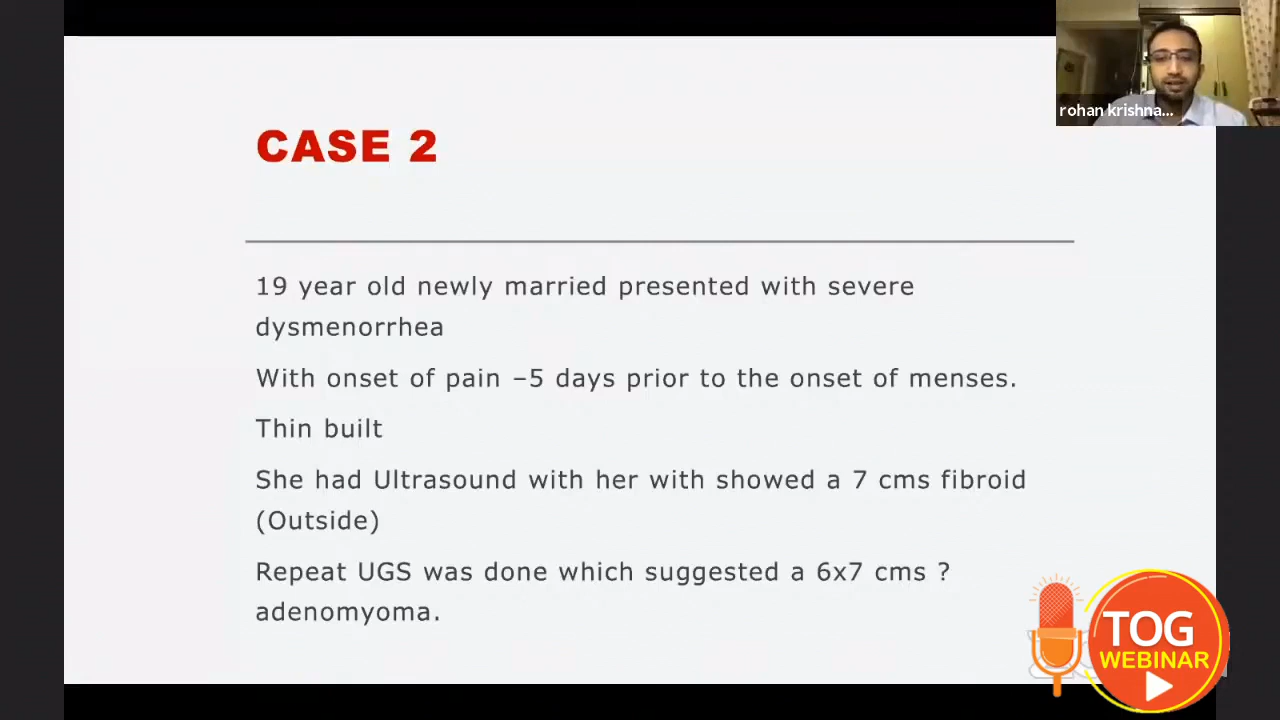 rohan krishna...
CASE 2
19 year old newly married presented with severe
dysmenorrhea
With onset of pain –5 days prior to the onset of menses.
Thin built
She had Ultrasound with her with showed a 7 cms fibroid
(Outside)
Repeat UGS was done which suggested a 6x7 cms ?
adenomyoma.
TOG
WEBINAR